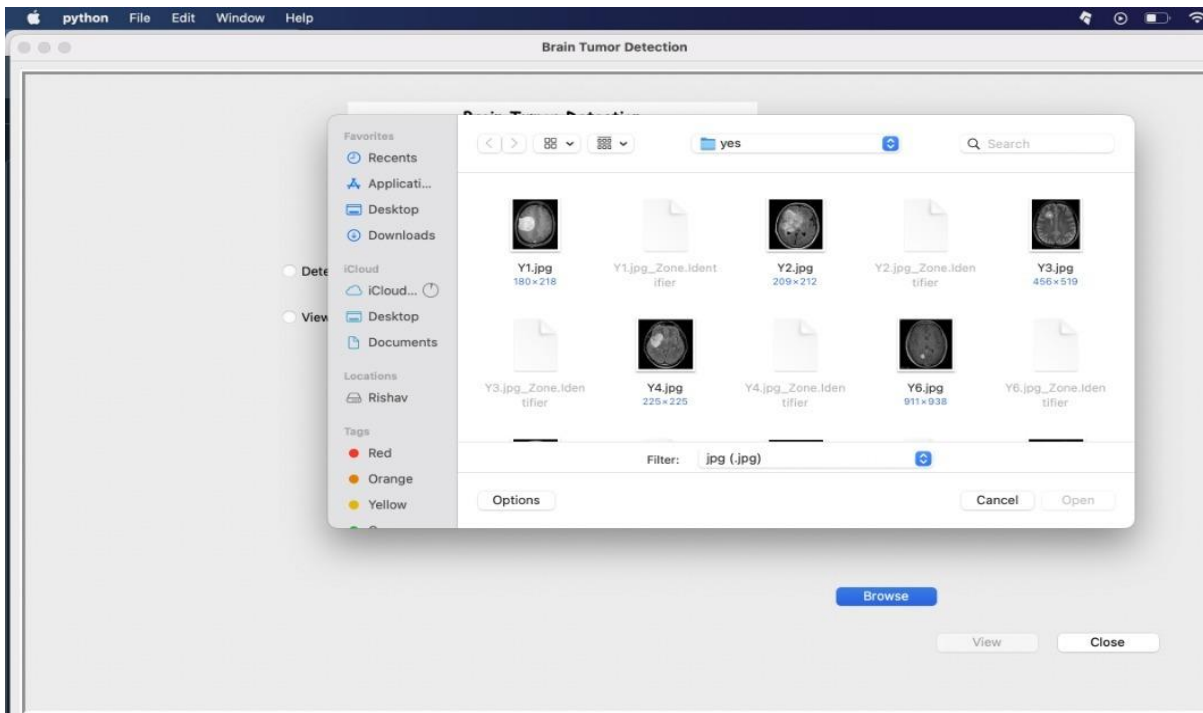 python File Edit Window Help
Brain Tumor Detection
Favorites
Recents
Applicati...
Desktop
Downloads
iCloud
iCloud...
Desktop
Documents
Locations
Rishav
Tags
Red
Orange
Yellow
yes
Search
Y1.jpg
180×218
Y1.jpg_Zone.Ident
ifier
Y2.jpg
209×212
Y2.jpg_Zone.Iden
tifier
Y3.jpg
456×519
Y3.jpg_Zone.Iden
tifier
Y4.jpg
225×225
Y4.jpg_Zone.Iden
tifier
Y6.jpg
911×938
Y6.jpg_Zone.Iden
tifier
Filter: jpg (.jpg)
Options Cancel Open
Dete
View
Browse
View Close